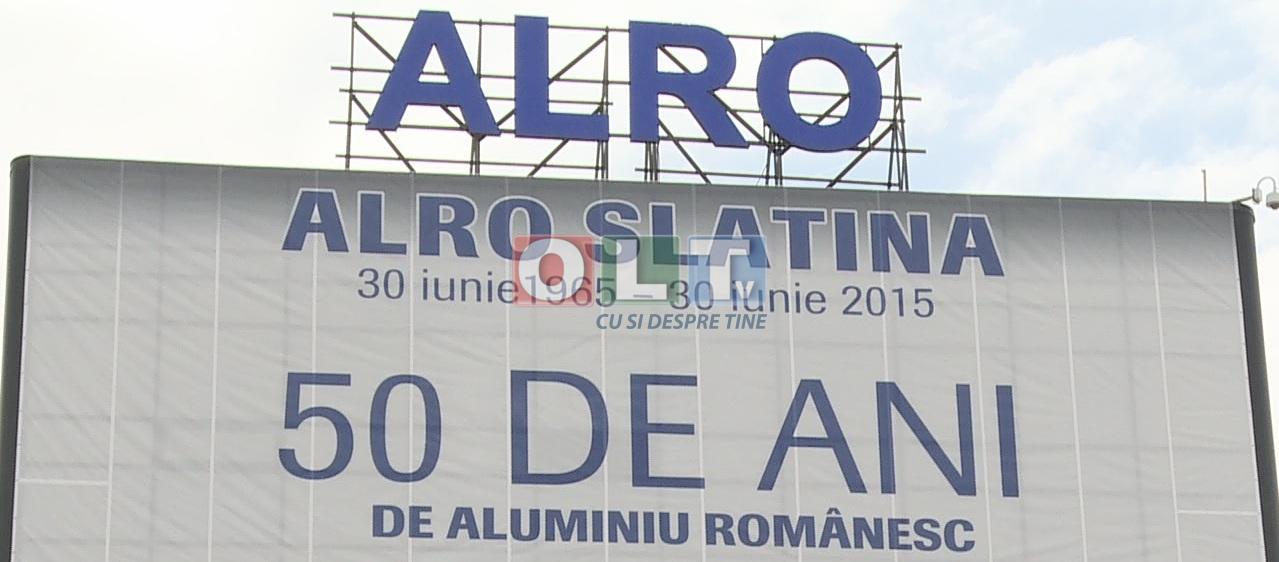 ALRO
ALRO SLATINA
30 iunie 1965 – 30 iunie 2015
OLTv
CU SI DESPRE TINE
50 DE ANI
DE ALUMINIU ROMÂNESC